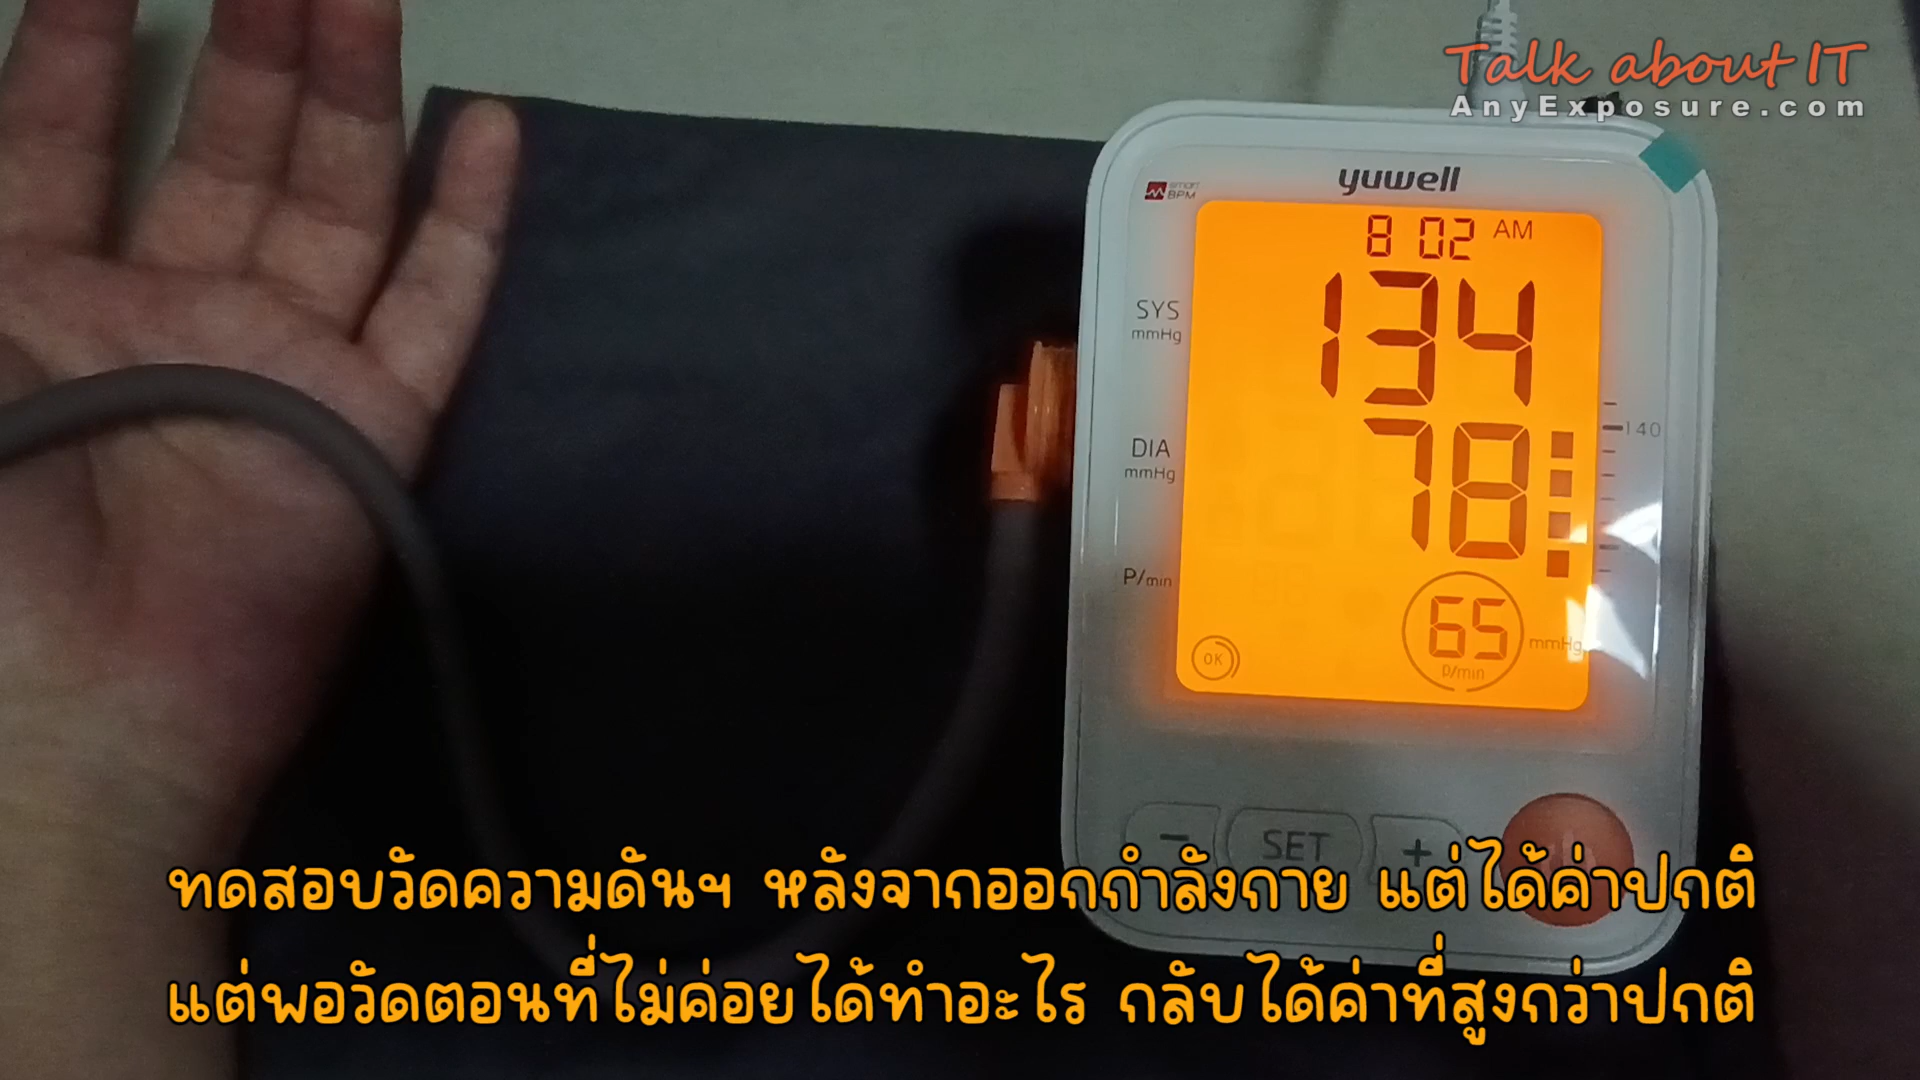 Talk about IT
AnyExposure.com
yuwell
smart
BPM
8 02 AM
SYS
mmHg
134
140
DIA
mmHg
78
P/min
65
mmHg
P/min
OK
- SET +
ทดสอบวัดความดันฯ หลังจากออกกำลังกาย แต่ได้ค่าปกติ
แต่พอวัดตอนที่ไม่ค่อยได้ทำอะไร กลับได้ค่าที่สูงกว่าปกติ